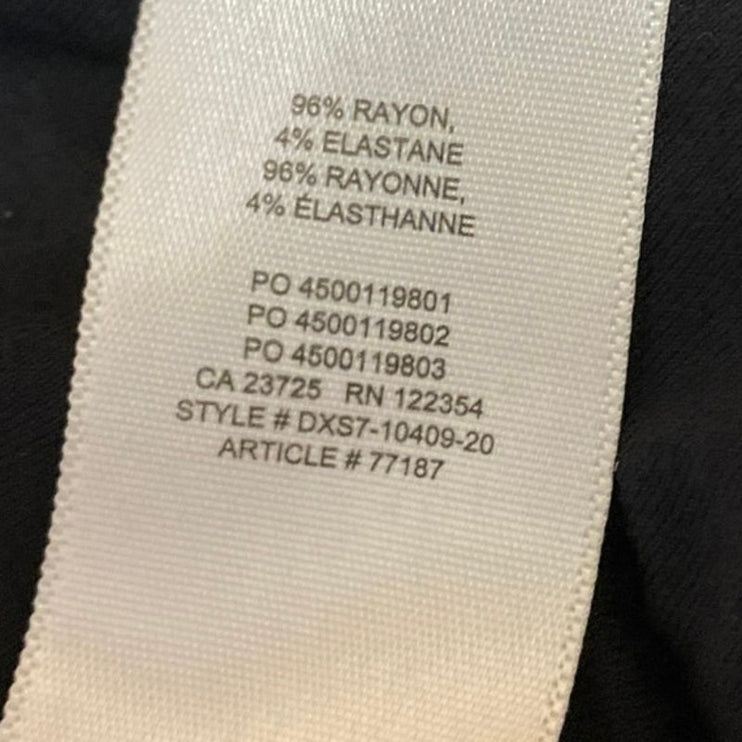 96% RAYON,
4% ELASTANE
96% RAYONNE,
4% ÉLASTHANNE
PO 4500119801
PO 4500119802
PO 4500119803
CA 23725 RN 122354
STYLE # DXS7-10409-20
ARTICLE # 77187